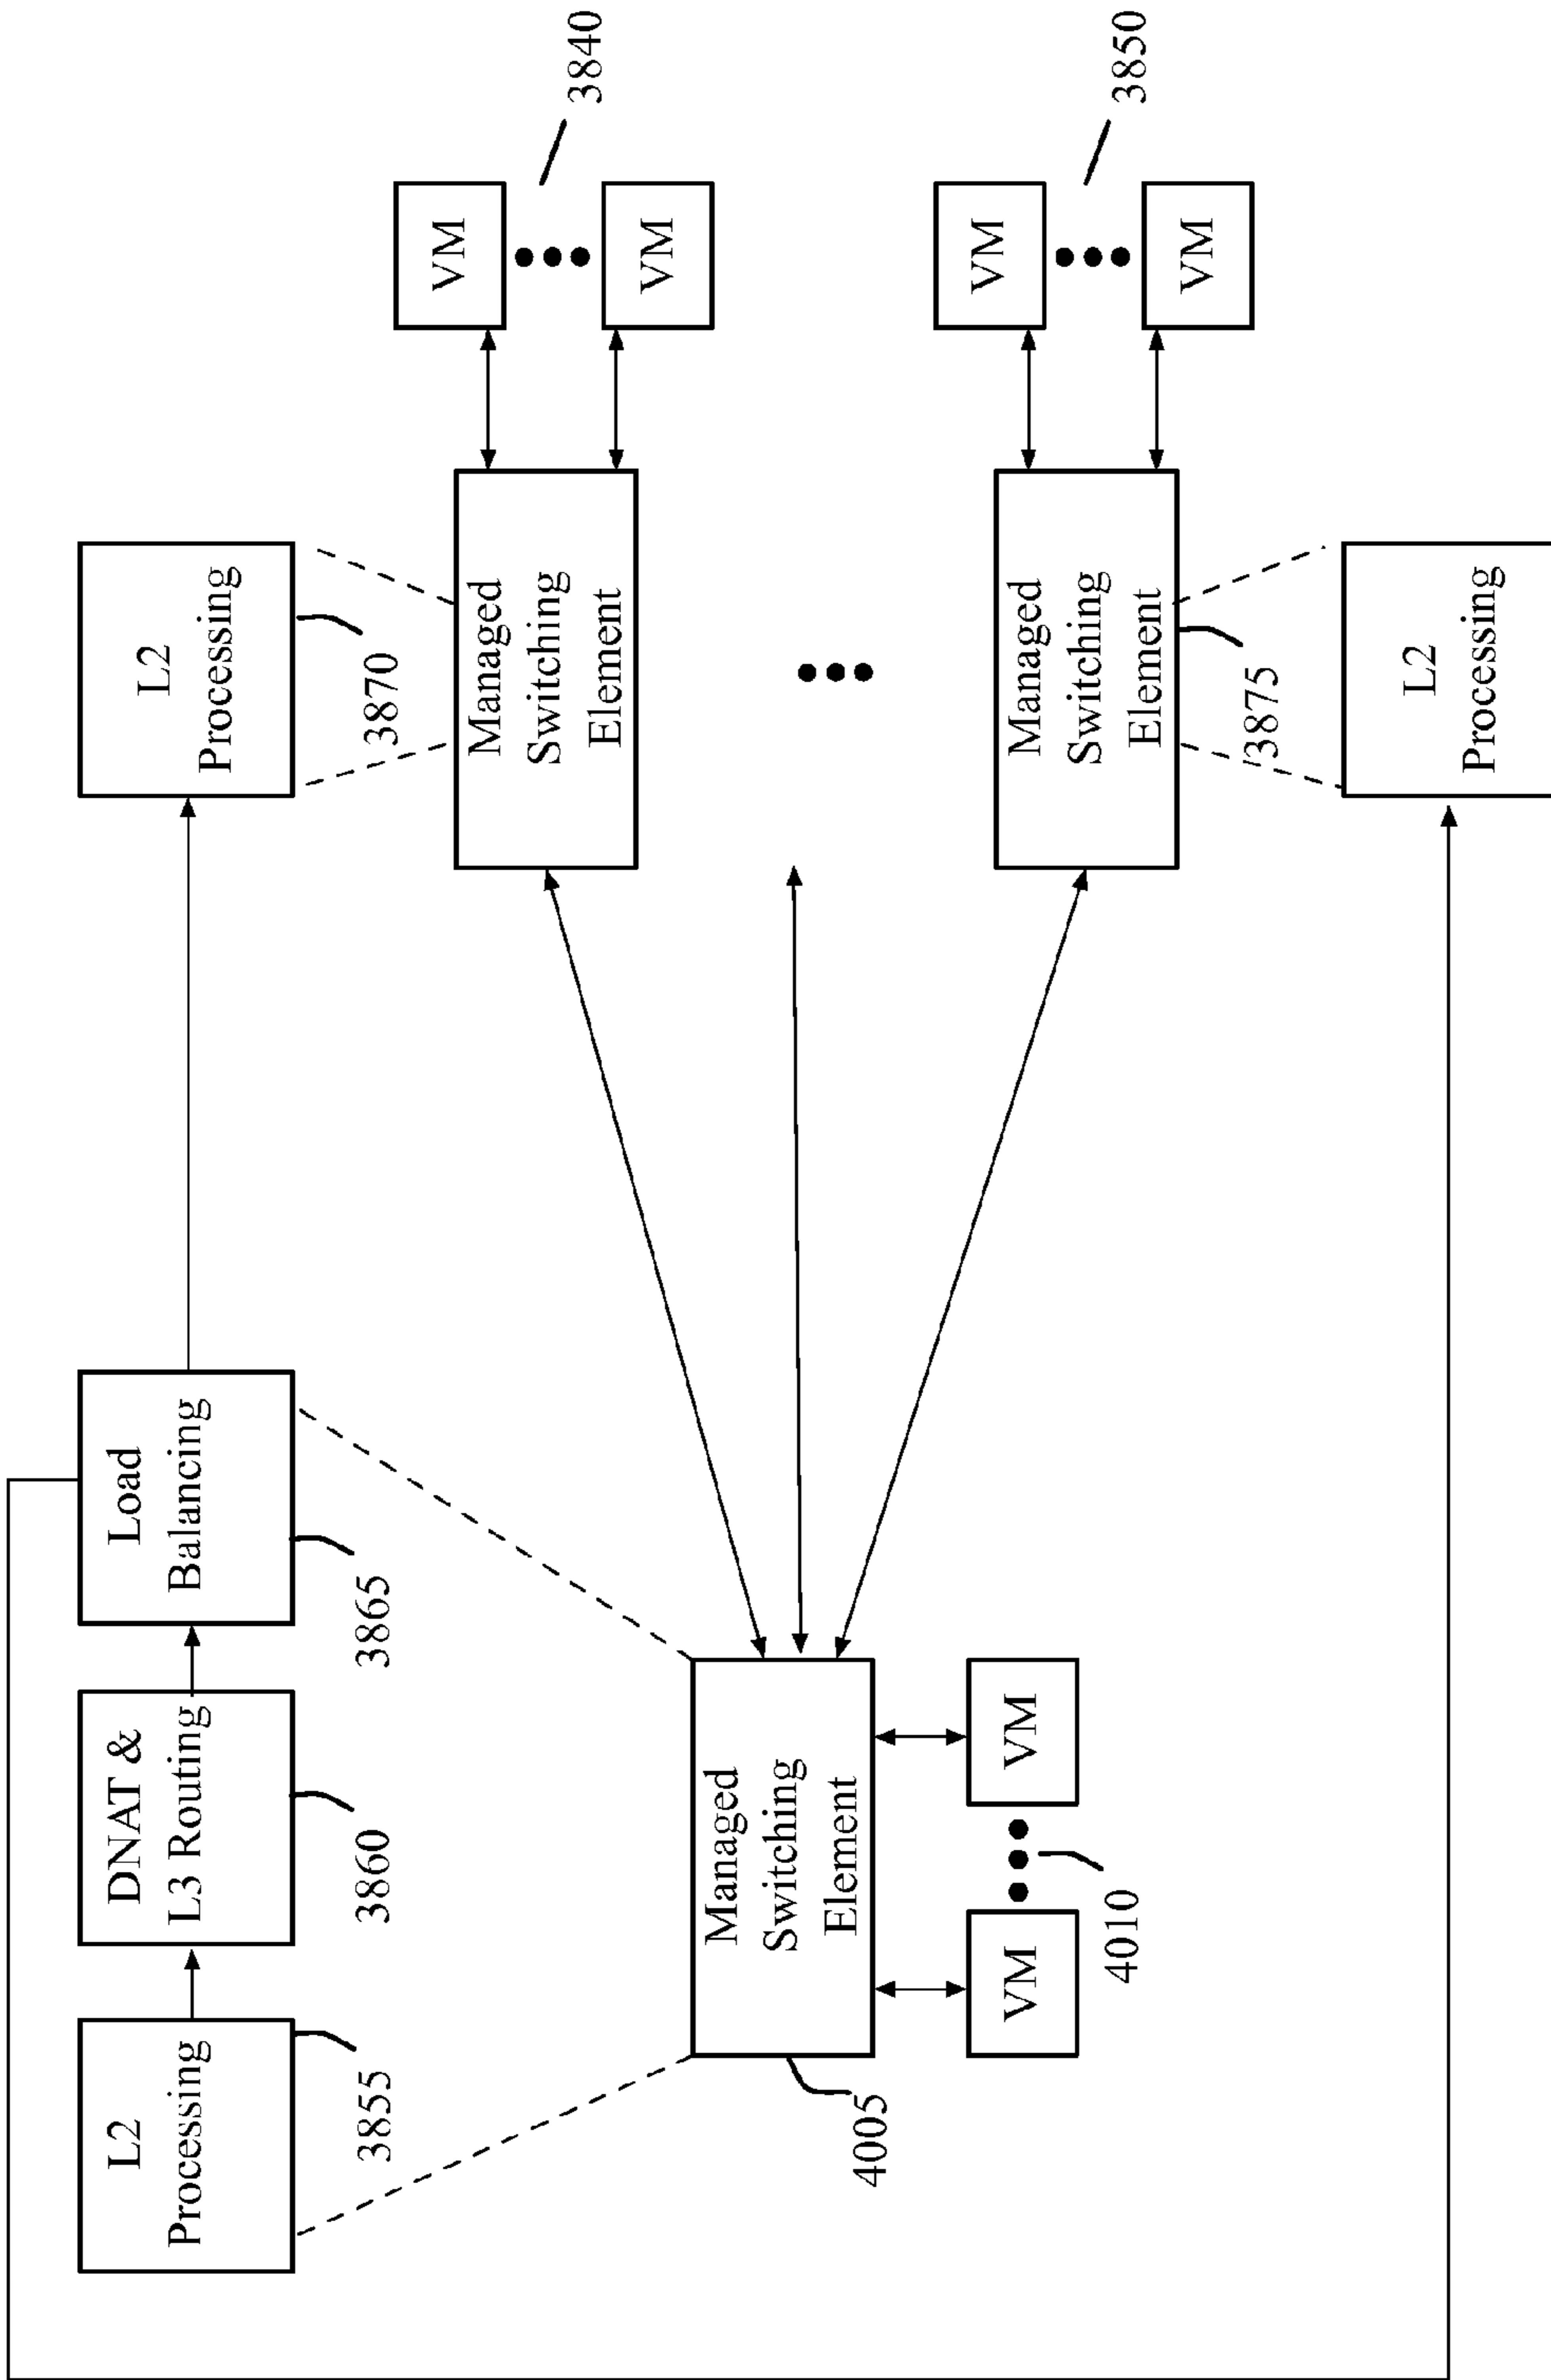 L2
Processing
3855
DNAT &
L3 Routing
3860
Load
Balancing
3865
L2
Processing
3870
Managed
Switching
Element
VM
VM
3840
Managed
Switching
Element
4005
VM
VM
4010
Managed
Switching
Element
3875
VM
VM
3850
L2
Processing